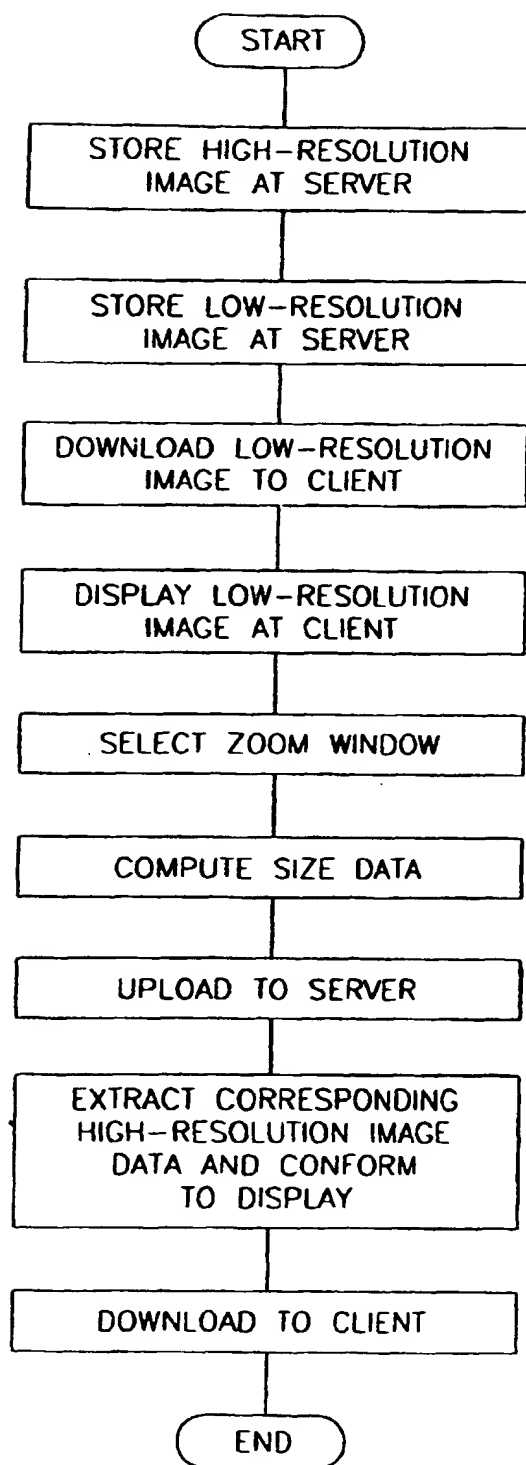 START
STORE HIGH-RESOLUTION
IMAGE AT SERVER
STORE LOW-RESOLUTION
IMAGE AT SERVER
DOWNLOAD LOW-RESOLUTION
IMAGE TO CLIENT
DISPLAY LOW-RESOLUTION
IMAGE AT CLIENT
SELECT ZOOM WINDOW
COMPUTE SIZE DATA
UPLOAD TO SERVER
EXTRACT CORRESPONDING
HIGH-RESOLUTION IMAGE
DATA AND CONFORM
TO DISPLAY
DOWNLOAD TO CLIENT
END